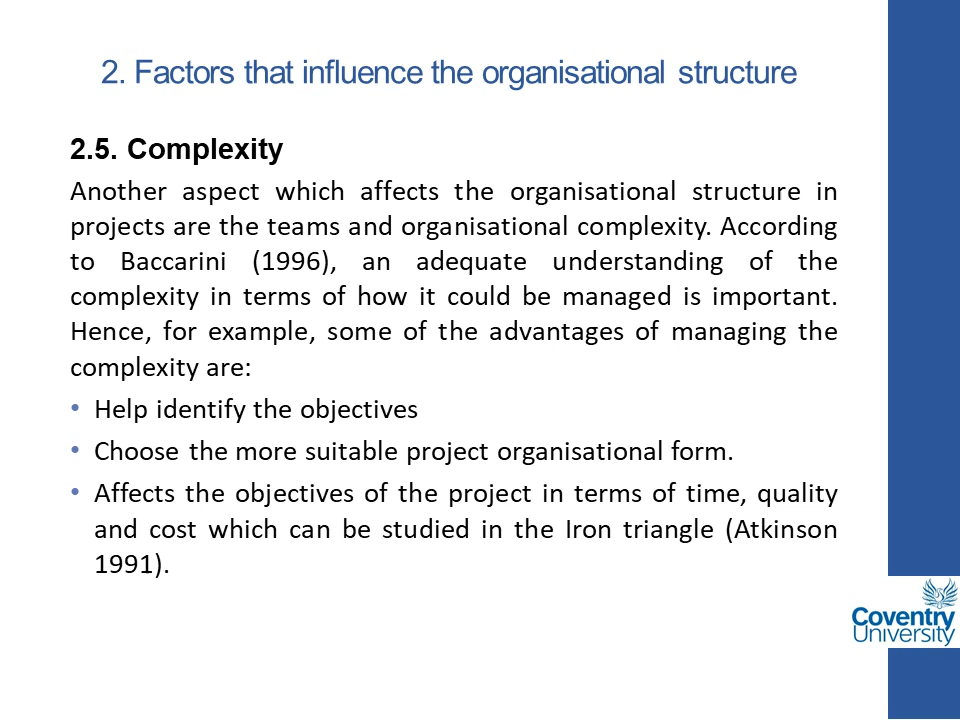 2. Factors that influence the organisational structure
2.5. Complexity
Another aspect which affects the organisational structure in
projects are the teams and organisational complexity. According
to Baccarini (1996), an adequate understanding of the
complexity in terms of how it could be managed is important.
Hence, for example, some of the advantages of managing the
complexity are:
• Help identify the objectives
• Choose the more suitable project organisational form.
• Affects the objectives of the project in terms of time, quality
and cost which can be studied in the Iron triangle (Atkinson
1991).
Coventry
University